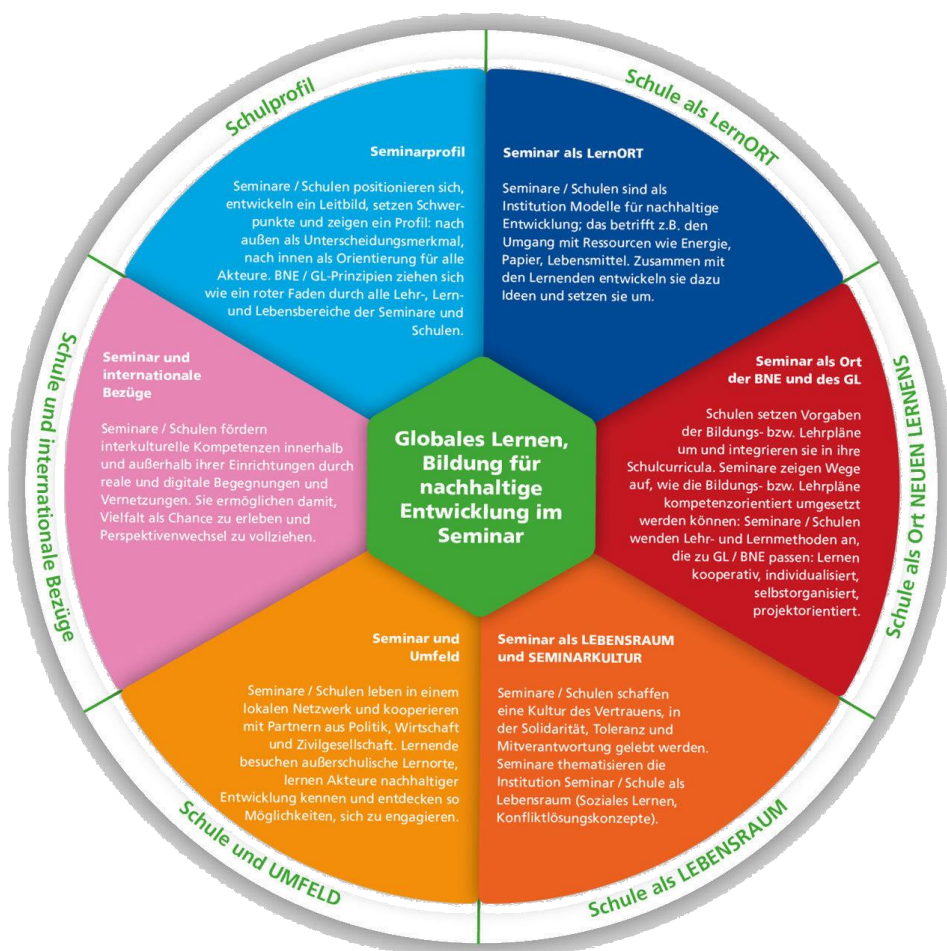 Schulprofil
Schule als LernORT
Schule als Ort NEUEN LERNENS
Schule als LEBENSRAUM
Schule und UMFELD
Schule und internationale Bezüge
Seminarprofil
Seminare / Schulen positionieren sich,
entwickeln ein Leitbild, setzen Schwer-
punkte und zeigen ein Profil: nach
außen als Unterscheidungsmerkmal,
nach innen als Orientierung für alle
Akteure. BNE / GL-Prinzipien ziehen sich
wie ein roter Faden durch alle Lehr-, Lern-
und Lebensbereiche der Seminare und
Schulen.
Seminar als LernORT
Seminare / Schulen sind als
Institution Modelle für nachhaltige
Entwicklung; das betrifft z.B. den
Umgang mit Ressourcen wie Energie,
Papier, Lebensmittel. Zusammen mit
den Lernenden entwickeln sie dazu
Ideen und setzen sie um.
Seminar als Ort
der BNE und des GL
Schulen setzen Vorgaben
der Bildungs- bzw. Lehrpläne
um und integrieren sie in ihre
Schulcurricula. Seminare zeigen Wege
auf, wie die Bildungs- bzw. Lehrpläne
kompetenzorientiert umgesetzt
werden können: Seminare / Schulen
wenden Lehr- und Lernmethoden an,
die zu GL / BNE passen: Lernen
kooperativ, individualisiert,
selbstorganisiert,
projektorientiert.
Seminar als LEBENSRAUM
und SEMINARKULTUR
Seminare / Schulen schaffen
eine Kultur des Vertrauens, in
der Solidarität, Toleranz und
Mitverantwortung gelebt werden.
Seminare thematisieren die
Institution Seminar / Schule als
Lebensraum (Soziales Lernen,
Konfliktlösungskonzepte).
Seminar und
Umfeld
Seminare / Schulen leben in einem
lokalen Netzwerk und kooperieren
mit Partnern aus Politik, Wirtschaft
und Zivilgesellschaft. Lernende
besuchen außerschulische Lernorte,
lernen Akteure nachhaltiger
Entwicklung kennen und entdecken so
Möglichkeiten, sich zu engagieren.
Seminar und
internationale
Bezüge
Seminare / Schulen fördern
interkulturelle Kompetenzen innerhalb
und außerhalb ihrer Einrichtungen durch
reale und digitale Begegnungen und
Vernetzungen. Sie ermöglichen damit,
Vielfalt als Chance zu erleben und
Perspektivenwechsel zu vollziehen.
Globales Lernen,
Bildung für
nachhaltige
Entwicklung im
Seminar